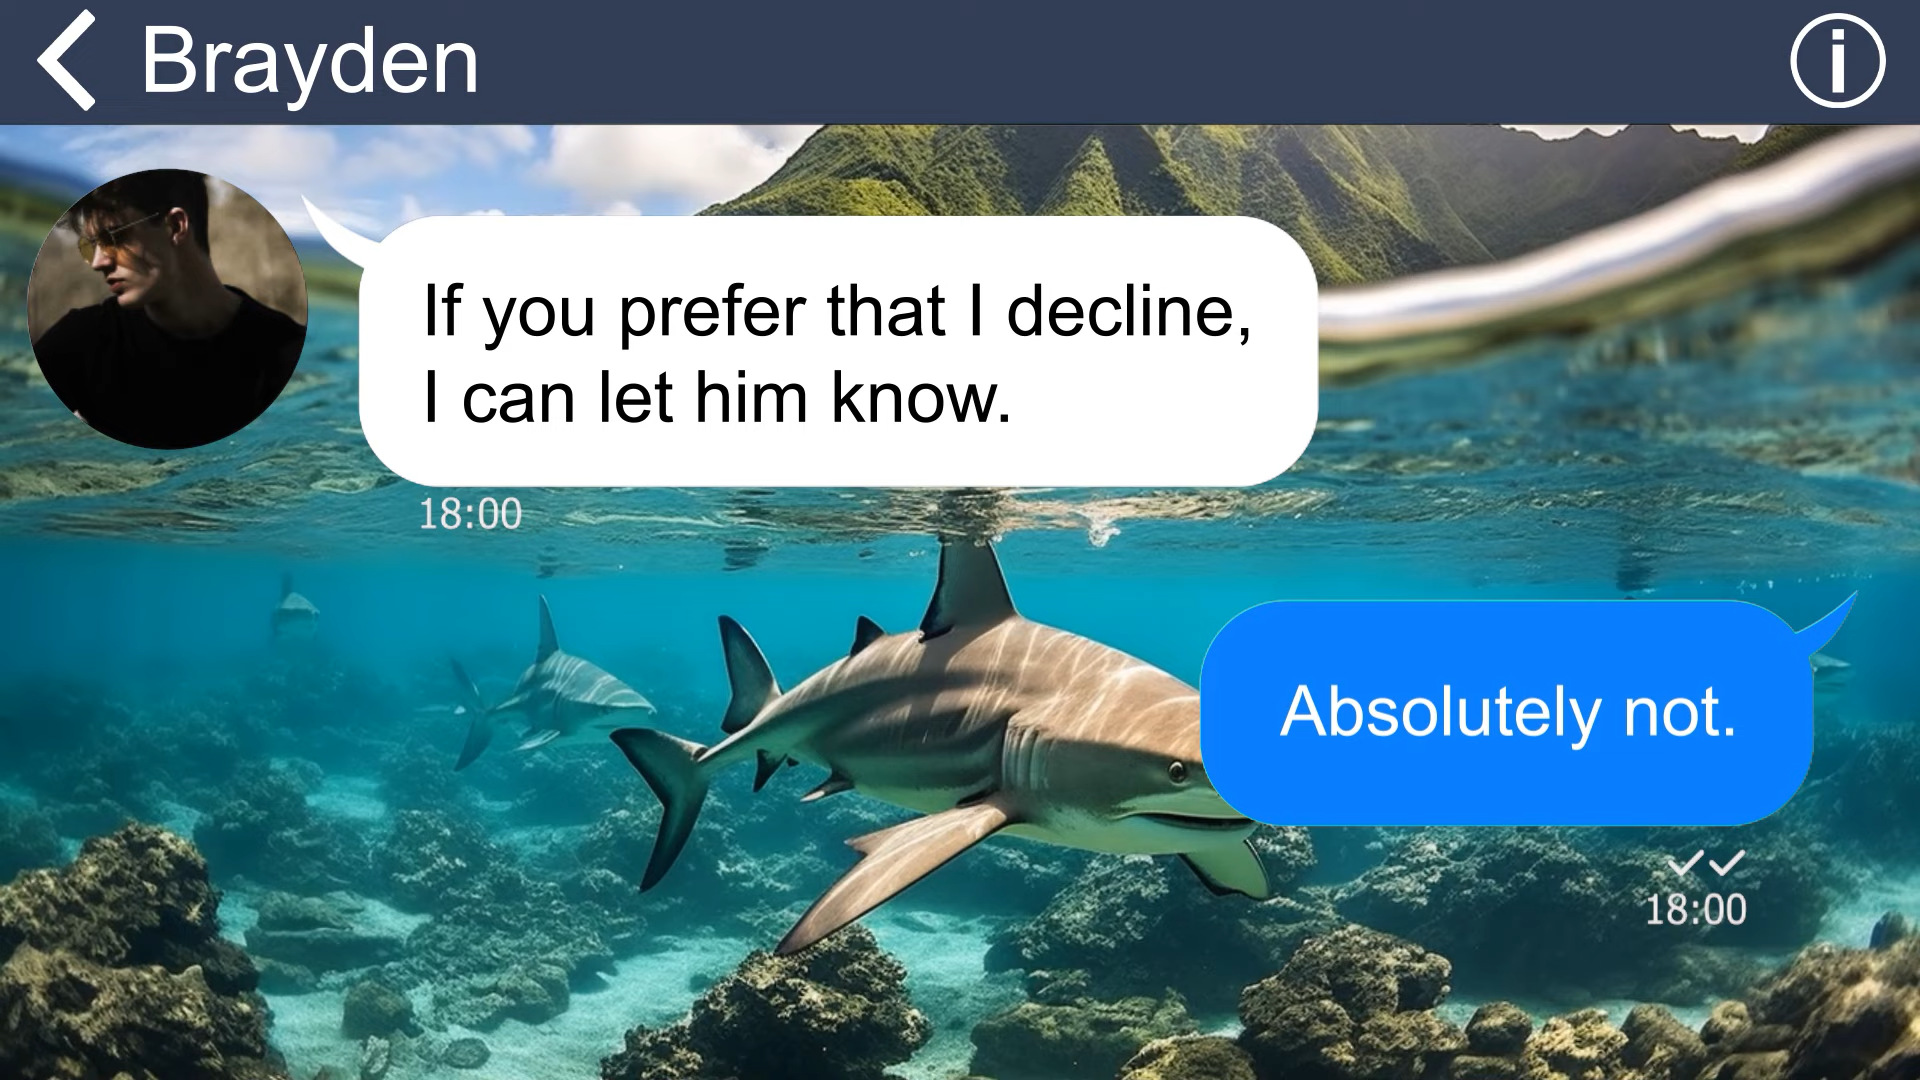 Brayden
If you prefer that I decline,
I can let him know.
18:00
Absolutely not.
18:00